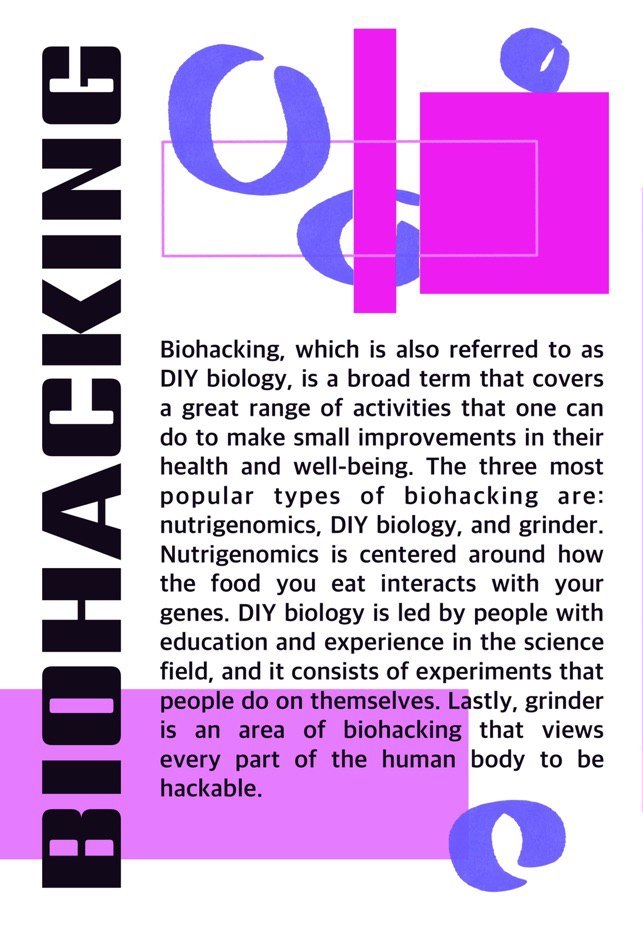 BIOHACKING
Biohacking, which is also referred to as
DIY biology, is a broad term that covers
a great range of activities that one can
do to make small improvements in their
health and well-being. The three most
popular types of biohacking are:
nutrigenomics, DIY biology, and grinder.
Nutrigenomics is centered around how
the food you eat interacts with your
genes. DIY biology is led by people with
education and experience in the science
field, and it consists of experiments that
people do on themselves. Lastly, grinder
is an area of biohacking that views
every part of the human body to be
hackable.